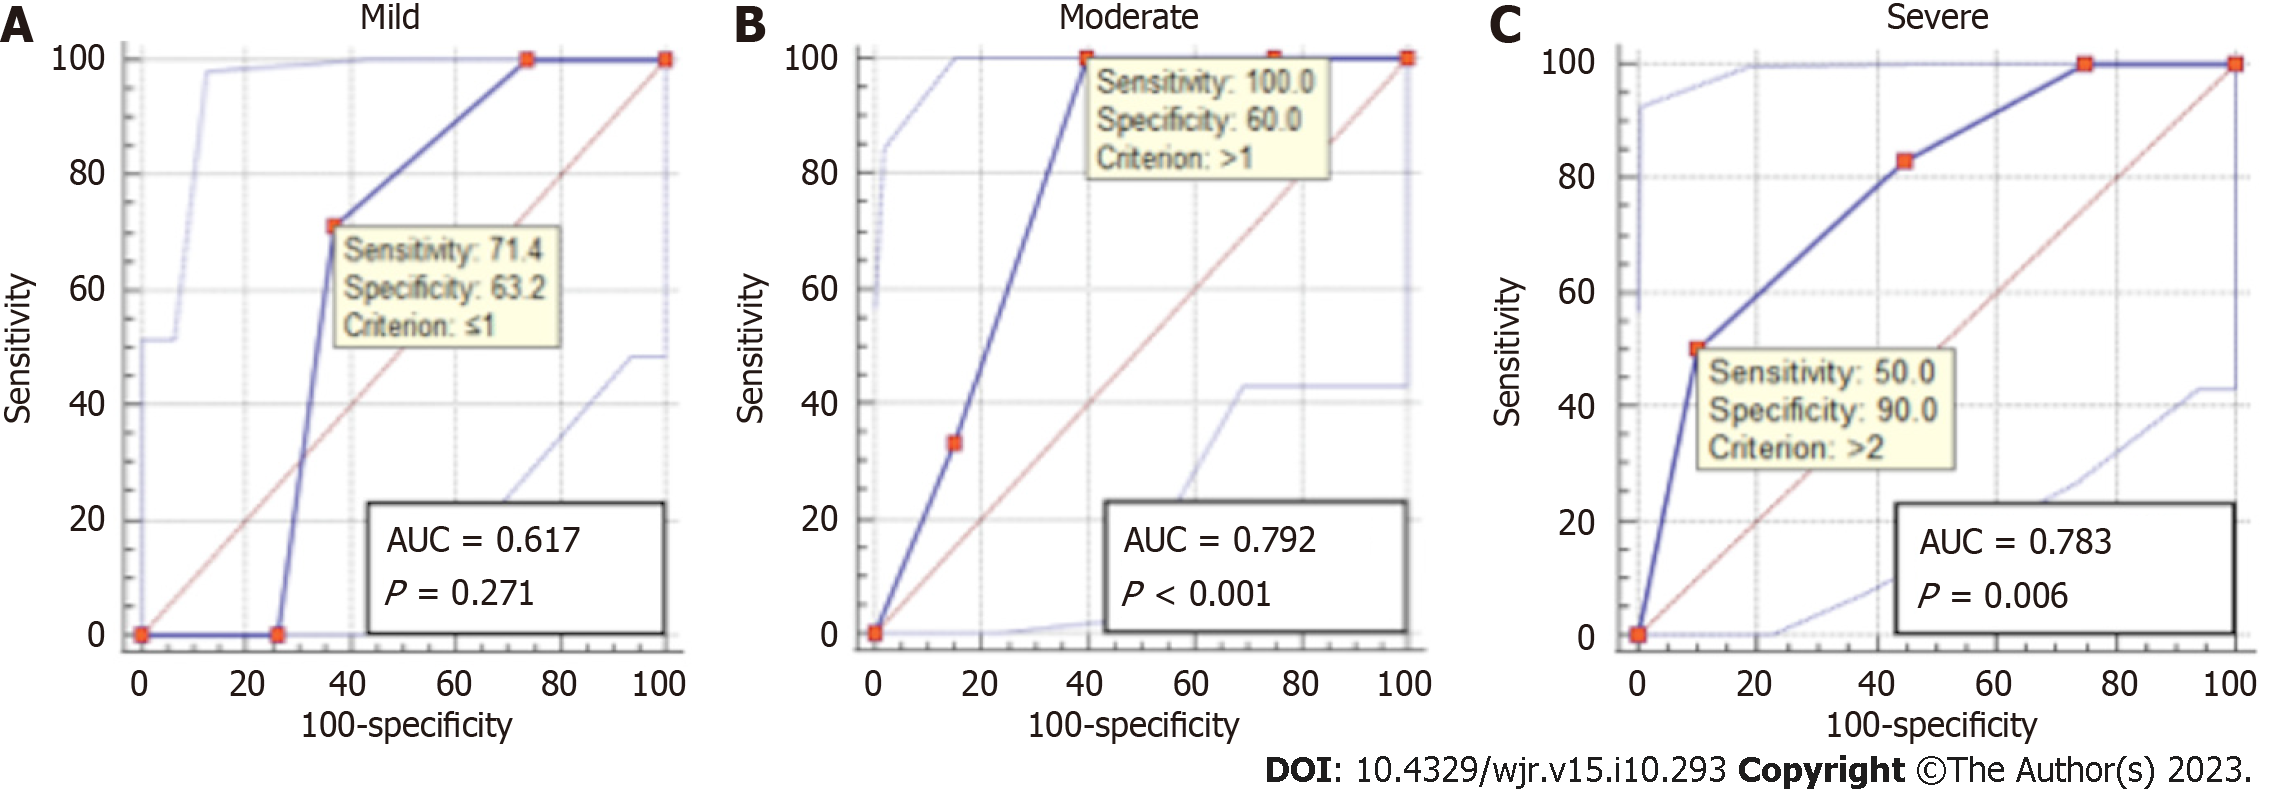 A
Mild
Sensitivity
100
80
60
40
20
0
Sensitivity: 71.4
Specificity: 63.2
Criterion: ≤1
AUC = 0.617
P = 0.271
0 20 40 60 80 100
100-specificity
B
Moderate
Sensitivity
100
80
60
40
20
0
Sensitivity: 100.0
Specificity: 60.0
Criterion: >1
AUC = 0.792
P < 0.001
0 20 40 60 80 100
100-specificity
C
Severe
Sensitivity
100
80
60
40
20
0
Sensitivity: 50.0
Specificity: 90.0
Criterion: >2
AUC = 0.783
P = 0.006
0 20 40 60 80 100
100-specificity
DOI: 10.4329/wjr.v15.i10.293 Copyright ©The Author(s) 2023.